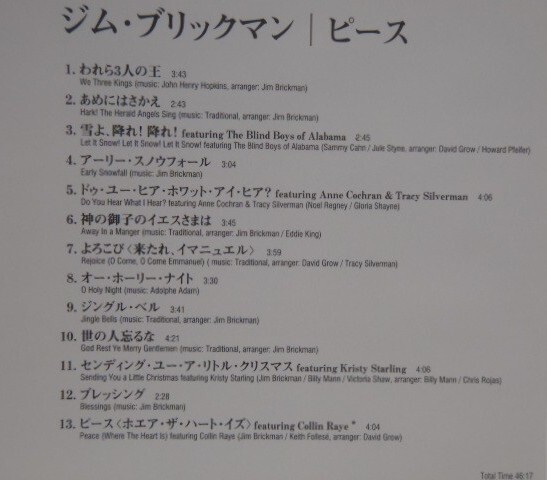 ジム・ブリックマン｜ピース
1. われら3人の王 3:43
We Three Kings (music: John Henry Hopkins, arranger: Jim Brickman)
2. あめにはさかえ 2:43
Hark! The Herald Angels Sing (music: Traditional, arranger: Jim Brickman)
3. 雪よ、降れ! 降れ! featuring The Blind Boys of Alabama 2:45
Let It Snow! Let It Snow! Let It Snow! featuring The Blind Boys of Alabama (Sammy Cahn / Jule Styne, arranger: David Grow / Howard Pfeifer)
4. アーリー・スノウフォール 3:04
Early Snowfall (music: Jim Brickman)
5. ドゥ・ユー・ヒア・ホワット・アイ・ヒア? featuring Anne Cochran & Tracy Silverman 4:06
Do You Hear What I Hear? featuring Anne Cochran & Tracy Silverman (Noel Regney / Gloria Shayne)
6. 神の御子のイエスさまは 3:45
Away In a Manger (music: Traditional, arranger: Jim Brickman / Eddie King)
7. よろこび〈来たれ、イマニュエル〉 3:59
Rejoice (O Come, O Come Emmanuel) ( music: Traditional, arranger: David Grow / Tracy Silverman)
8. オー・ホーリー・ナイト 3:30
O Holy Night (music: Adolphe Adam)
9. ジングル・ベル 3:41
Jingle Bells (music: Traditional, arranger: Jim Brickman)
10. 世の人忘るな 4:21
God Rest Ye Merry Gentlemen (music: Traditional, arranger: Jim Brickman)
11. センディング・ユー・ア・リトル・クリスマス featuring Kristy Starling 4:06
Sending You a Little Christmas featuring Kristy Starling (Jim Brickman / Billy Mann / Victoria Shaw, arranger: Billy Mann / Chris Rojas)
12. ブレッシング 2:28
Blessings (music: Jim Brickman)
13. ピース〈ホエア・ザ・ハート・イズ〉 featuring Collin Raye * 4:04
Peace (Where The Heart Is) featuring Collin Raye (Jim Brickman / Keith Follese, arranger: David Grow)
Total Time 46:17